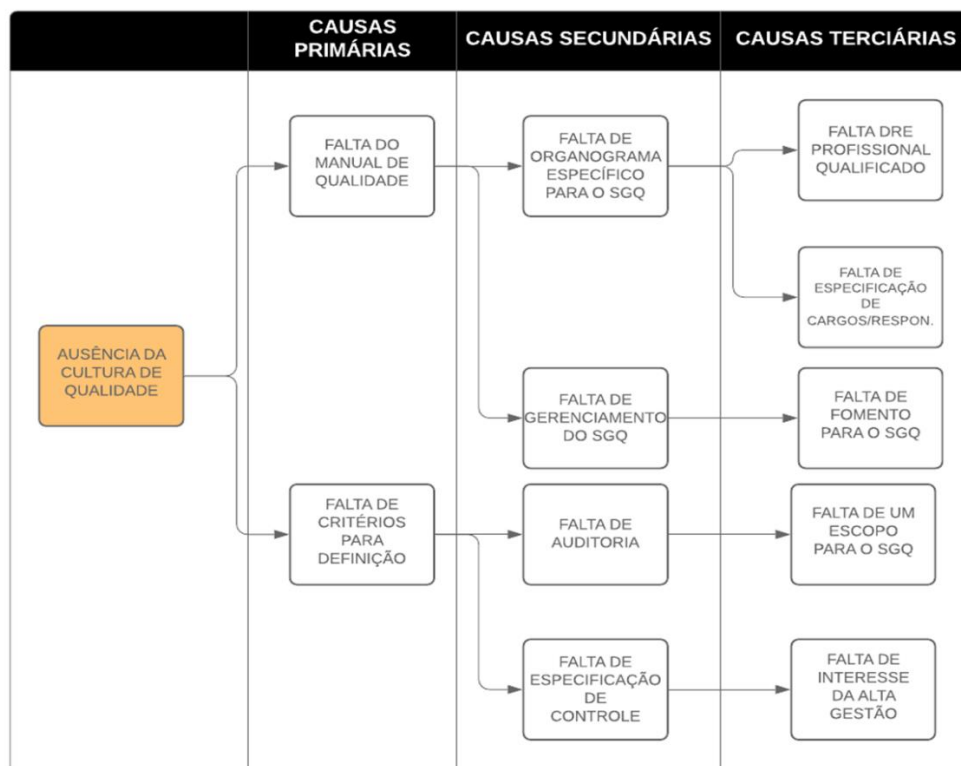 CAUSAS
PRIMÁRIAS
CAUSAS SECUNDÁRIAS
CAUSAS TERCIÁRIAS
AUSÊNCIA DA
CULTURA DE
QUALIDADE
FALTA DO
MANUAL DE
QUALIDADE
FALTA DE
CRITÉRIOS
PARA
DEFINIÇÃO
FALTA DE
ORGANOGRAMA
ESPECÍFICO
PARA O SGQ
FALTA DE
GERENCIAMENTO
DO SGQ
FALTA DE
AUDITORIA
FALTA DE
ESPECIFICAÇÃO
DE
CONTROLE
FALTA DRE
PROFISSIONAL
QUALIFICADO
FALTA DE
ESPECIFICAÇÃO
DE
CARGOS/RESPON.
FALTA DE
FOMENTO
PARA O SGQ
FALTA DE UM
ESCOPO
PARA O SGQ
FALTA DE
INTERESSE
DA ALTA
GESTÃO